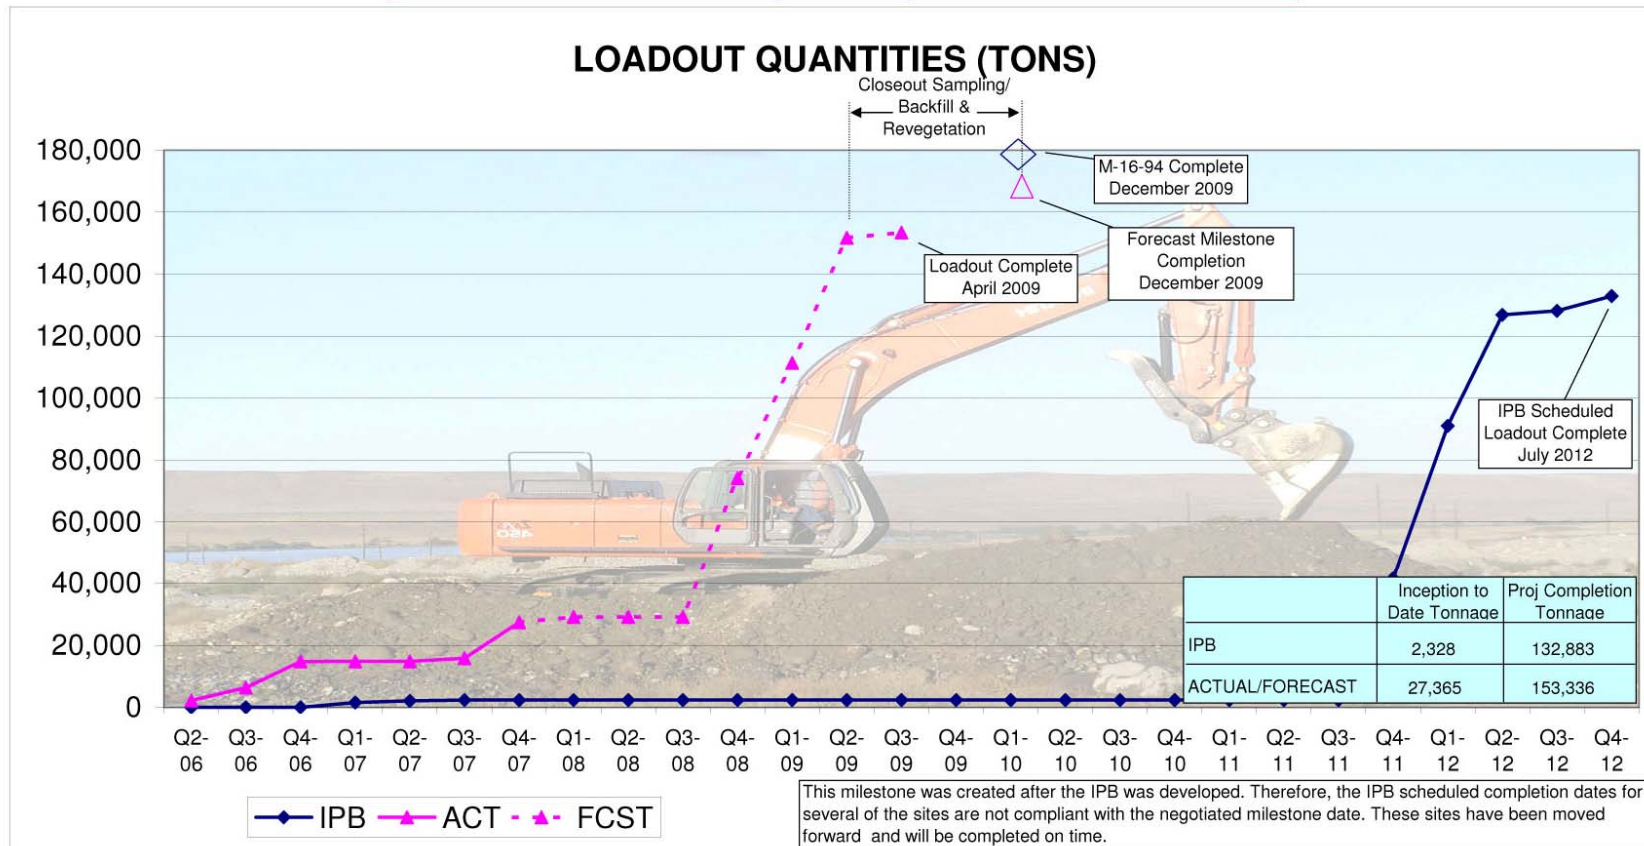 LOADOUT QUANTITIES (TONS)
Closeout Sampling/
Backfill &
Revegetation
180,000
160,000
140,000
120,000
100,000
80,000
60,000
40,000
20,000
0
M-16-94 Complete
December 2009
Forecast Milestone
Completion
December 2009
Loadout Complete
April 2009
IPB Scheduled
Loadout Complete
July 2012
Inception to Proj Completion
Date Tonnage Tonnage
IPB 2,328 132,883
ACTUAL/FORECAST 27,365 153,336
Q2- Q3- Q4- Q1- Q2- Q3- Q4- Q1- Q2- Q3- Q4- Q1- Q2- Q3- Q4- Q1- Q2- Q3- Q4- Q1- Q2- Q3- Q4- Q1- Q2- Q3- Q4-
06 06 06 07 07 07 07 08 08 08 08 09 09 09 09 10 10 10 10 11 11 11 11 12 12 12 12
IPB ACT FCST
This milestone was created after the IPB was developed. Therefore, the IPB scheduled completion dates for
several of the sites are not compliant with the negotiated milestone date. These sites have been moved
forward and will be completed on time.
450